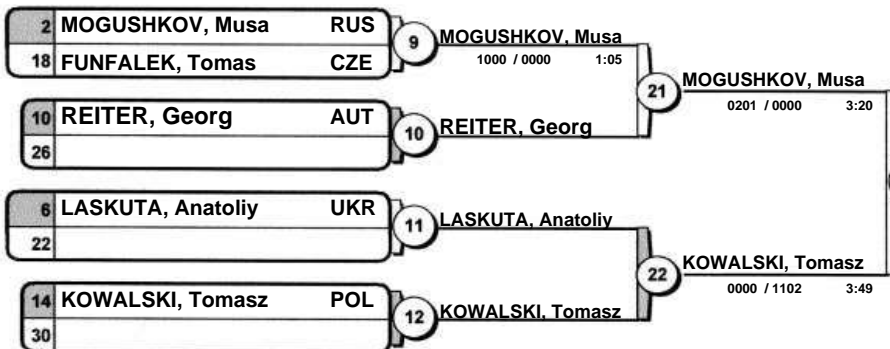 2 MOGUSHKOV, Musa RUS
18 FUNFALEK, Tomas CZE
9
MOGUSHKOV, Musa
1000 / 0000 1:05
10 REITER, Georg AUT
26
10
REITER, Georg
21
MOGUSHKOV, Musa
0201 / 0000 3:20
6 LASKUTA, Anatoliy UKR
22
11
LASKUTA, Anatoliy
14 KOWALSKI, Tomasz POL
30
12
KOWALSKI, Tomasz
22
KOWALSKI, Tomasz
0000 / 1102 3:49